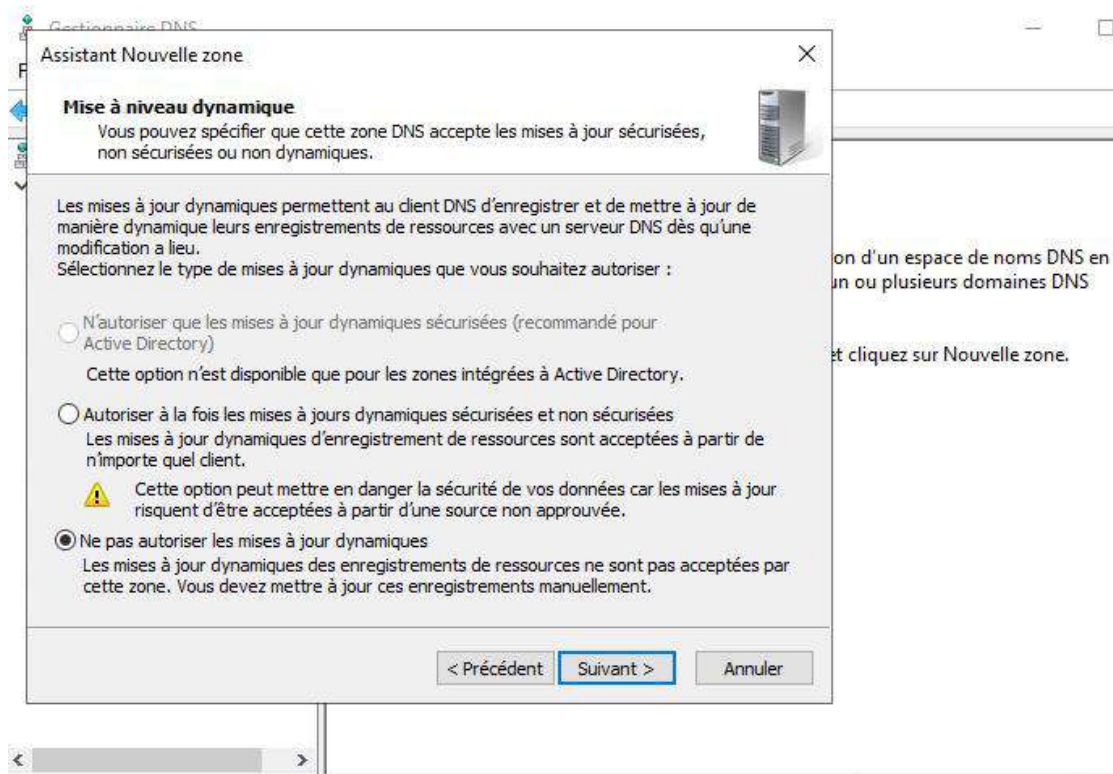 Gestionnaire DNS
Assistant Nouvelle zone
F
Mise à niveau dynamique
Vous pouvez spécifier que cette zone DNS accepte les mises à jour sécurisées,
non sécurisées ou non dynamiques.
Les mises à jour dynamiques permettent au client DNS d'enregistrer et de mettre à jour de
manière dynamique leurs enregistrements de ressources avec un serveur DNS dès qu'une
modification a lieu.
Sélectionnez le type de mises à jour dynamiques que vous souhaitez autoriser :
on d'un espace de noms DNS en
un ou plusieurs domaines DNS
N'autoriser que les mises à jour dynamiques sécurisées (recommandé pour
Active Directory)
et cliquez sur Nouvelle zone.
Cette option n'est disponible que pour les zones intégrées à Active Directory.
Autoriser à la fois les mises à jours dynamiques sécurisées et non sécurisées
Les mises à jour dynamiques d'enregistrement de ressources sont acceptées à partir de
n'importe quel client.
Cette option peut mettre en danger la sécurité de vos données car les mises à jour
risquent d'être acceptées à partir d'une source non approuvée.
Ne pas autoriser les mises à jour dynamiques
Les mises à jour dynamiques des enregistrements de ressources ne sont pas acceptées par
cette zone. Vous devez mettre à jour ces enregistrements manuellement.
< Précédent Suivant > Annuler